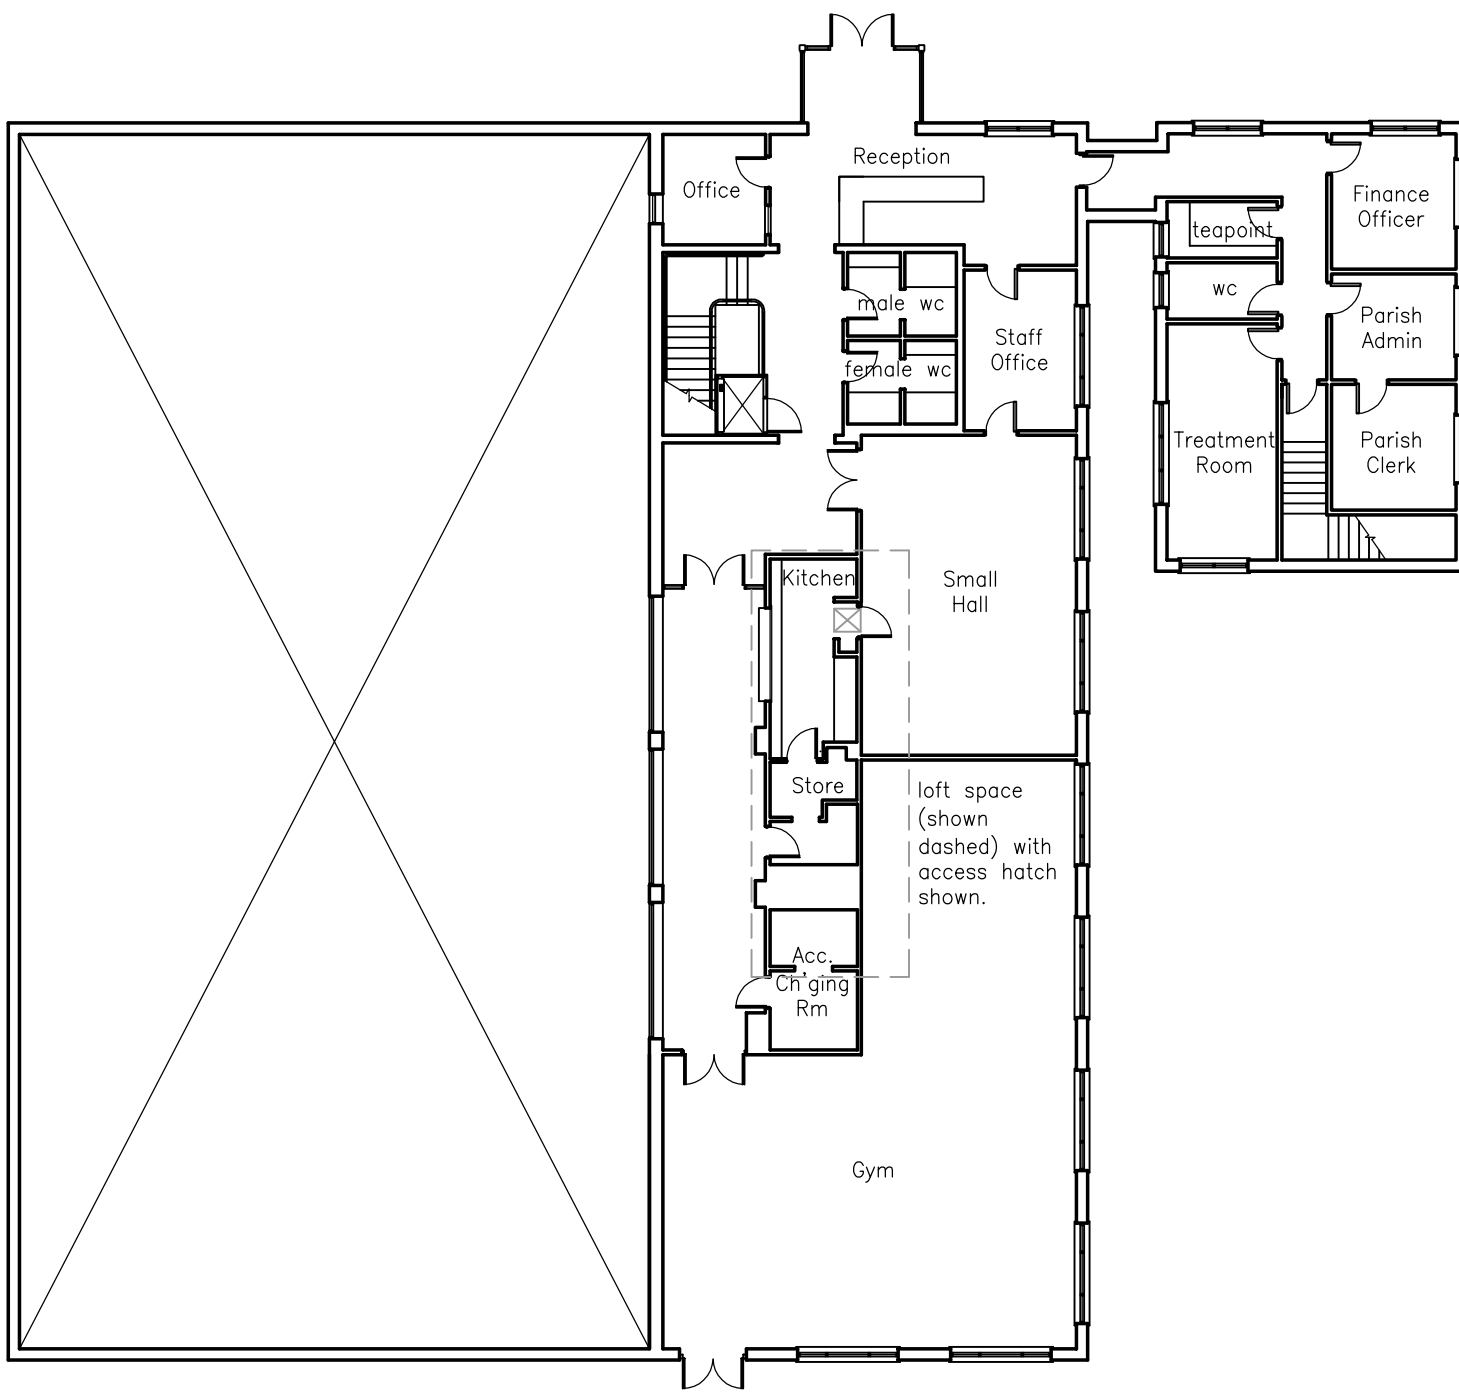 Reception
Office
Finance
Officer
teapoint
wc
male wc
Parish
Admin
Staff
Office
female wc
Treatment
Room
Parish
Clerk
Kitchen
Small
Hall
Store
loft space
(shown
dashed) with
access hatch
shown.
Acc.
Ch'ging
Rm
Gym